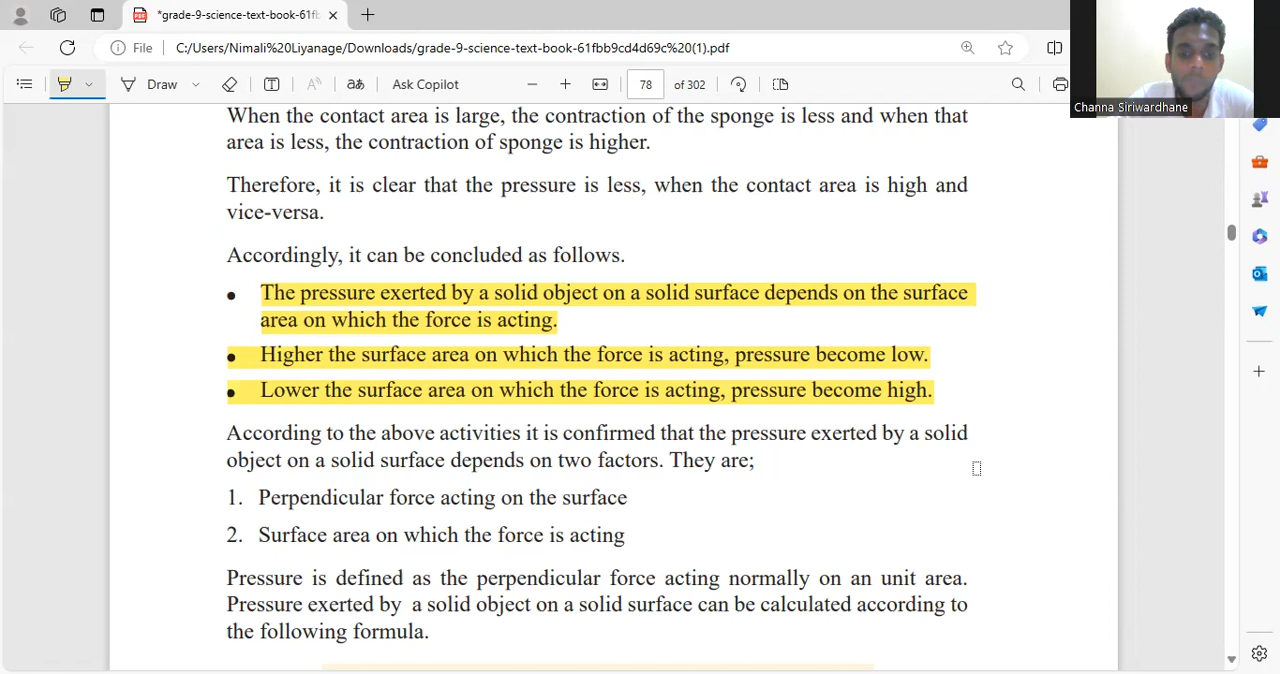 *grade-9-science-text-book-61fb
File
C:/Users/Nimali%20Liyanage/Downloads/grade-9-science-text-book-61fbb9cd4d69c%20(1).pdf
Draw
aあ
Ask Copilot
78 of 302
Channa Siriwardhane
When the contact area is large, the contraction of the sponge is less and when that
area is less, the contraction of sponge is higher.
Therefore, it is clear that the pressure is less, when the contact area is high and
vice-versa.
Accordingly, it can be concluded as follows.
• The pressure exerted by a solid object on a solid surface depends on the surface
area on which the force is acting.
• Higher the surface area on which the force is acting, pressure become low.
• Lower the surface area on which the force is acting, pressure become high.
According to the above activities it is confirmed that the pressure exerted by a solid
object on a solid surface depends on two factors. They are;
1. Perpendicular force acting on the surface
2. Surface area on which the force is acting
Pressure is defined as the perpendicular force acting normally on an unit area.
Pressure exerted by a solid object on a solid surface can be calculated according to
the following formula.